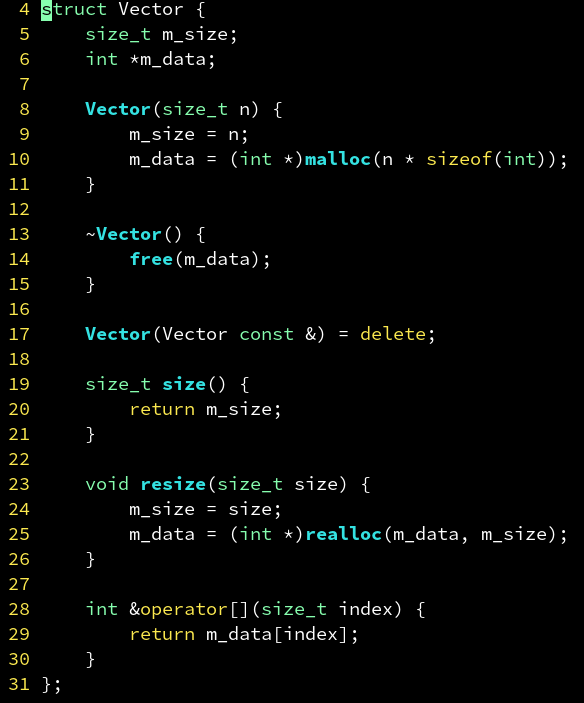 4 struct Vector {
5     size_t m_size;
6     int *m_data;
7
8     Vector(size_t n) {
9         m_size = n;
10         m_data = (int *)malloc(n * sizeof(int));
11     }
12
13     ~Vector() {
14         free(m_data);
15     }
16
17     Vector(Vector const &) = delete;
18
19     size_t size() {
20         return m_size;
21     }
22
23     void resize(size_t size) {
24         m_size = size;
25         m_data = (int *)realloc(m_data, m_size);
26     }
27
28     int &operator[](size_t index) {
29         return m_data[index];
30     }
31 };